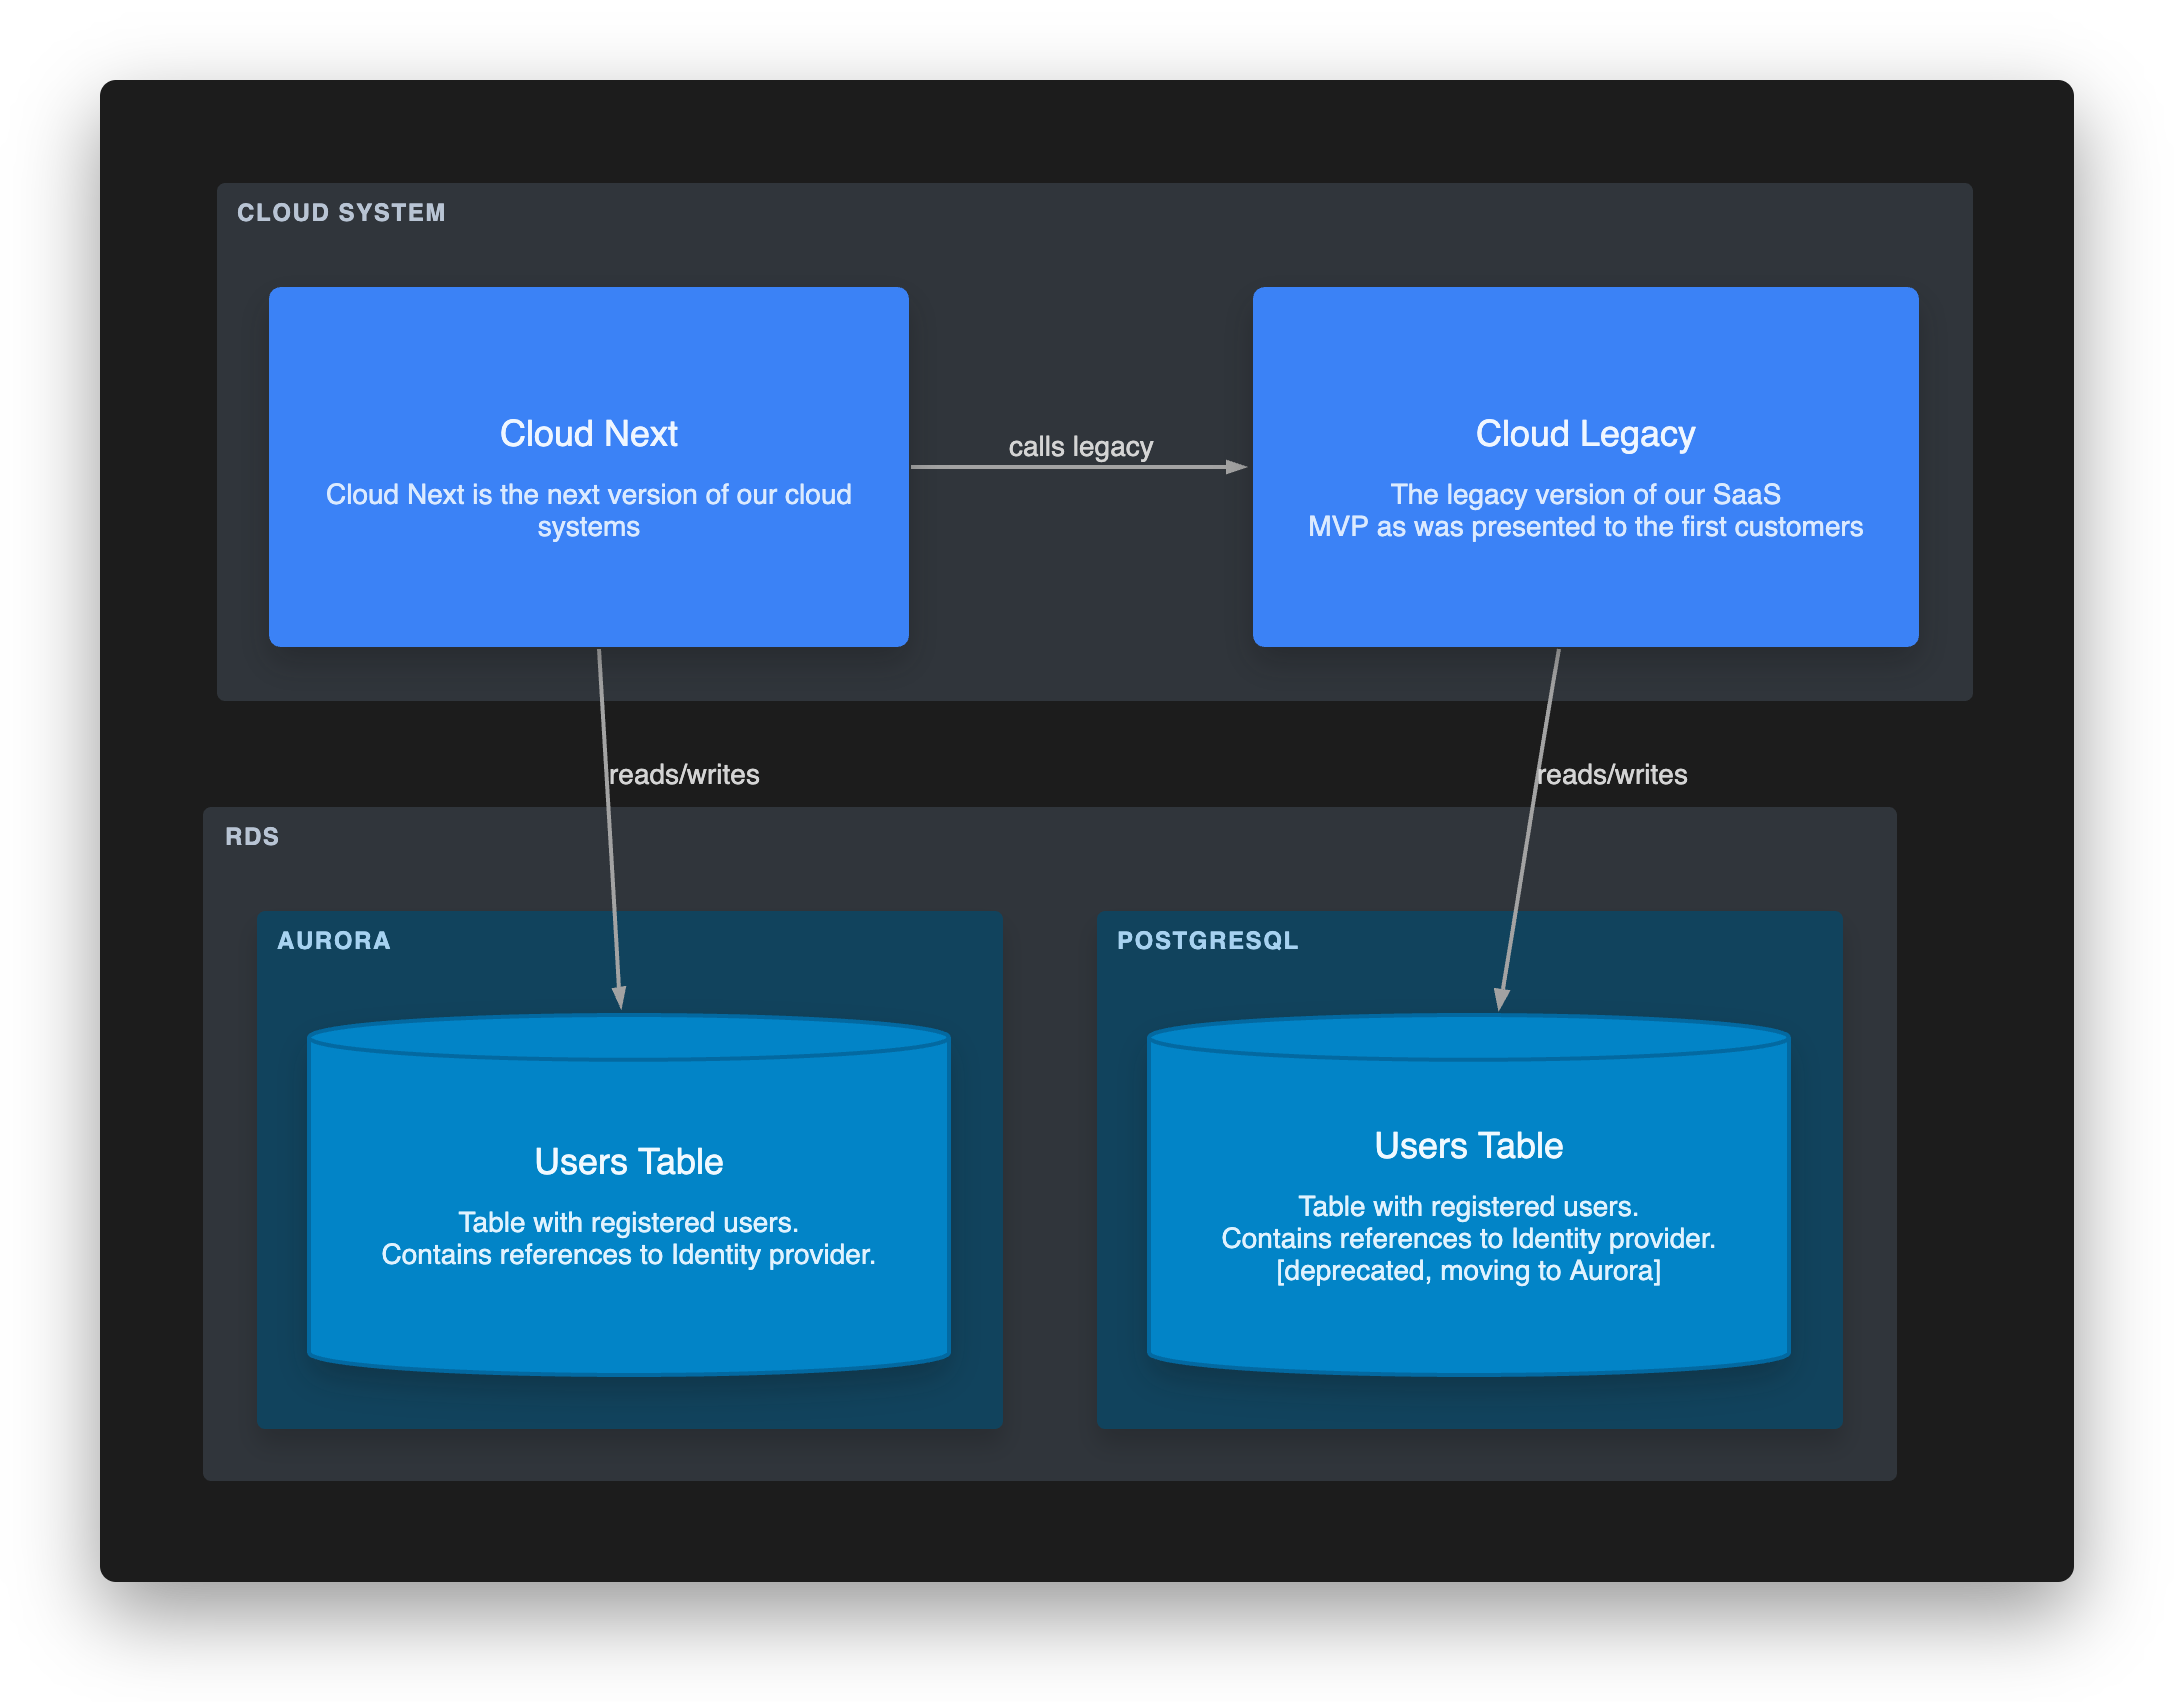 CLOUD SYSTEM
Cloud Next
Cloud Next is the next version of our cloud
systems
calls legacy
Cloud Legacy
The legacy version of our SaaS
MVP as was presented to the first customers
reads/writes
reads/writes
RDS
AURORA
Users Table
Table with registered users.
Contains references to Identity provider.
POSTGRESQL
Users Table
Table with registered users.
Contains references to Identity provider.
[deprecated, moving to Aurora]